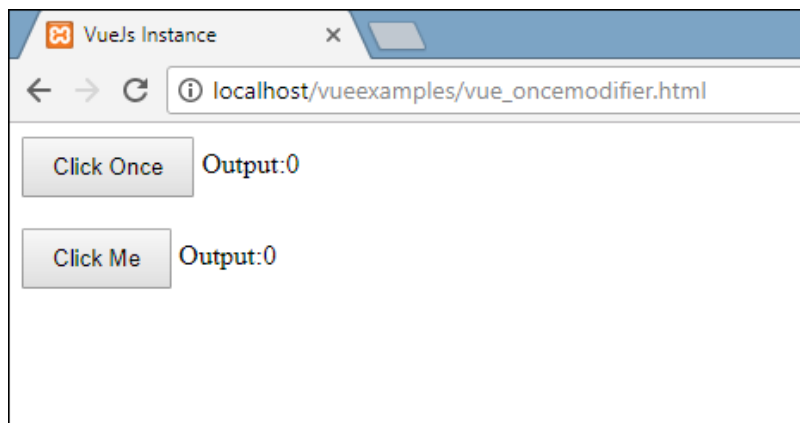 VueJs Instance
localhost/vueexamples/vue_oncemodifier.html
Click Once Output:0
Click Me Output:0